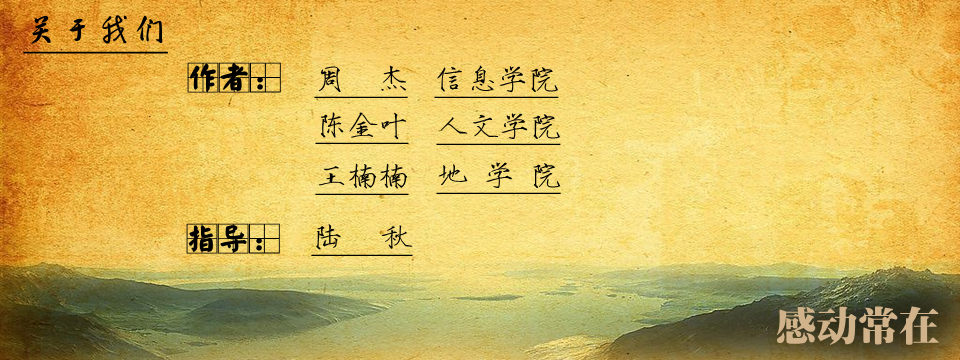 关于我们
作者： 周 杰 信息学院
陈金叶 人文学院
王楠楠 地 学 院
指导： 陆 秋
感动常在